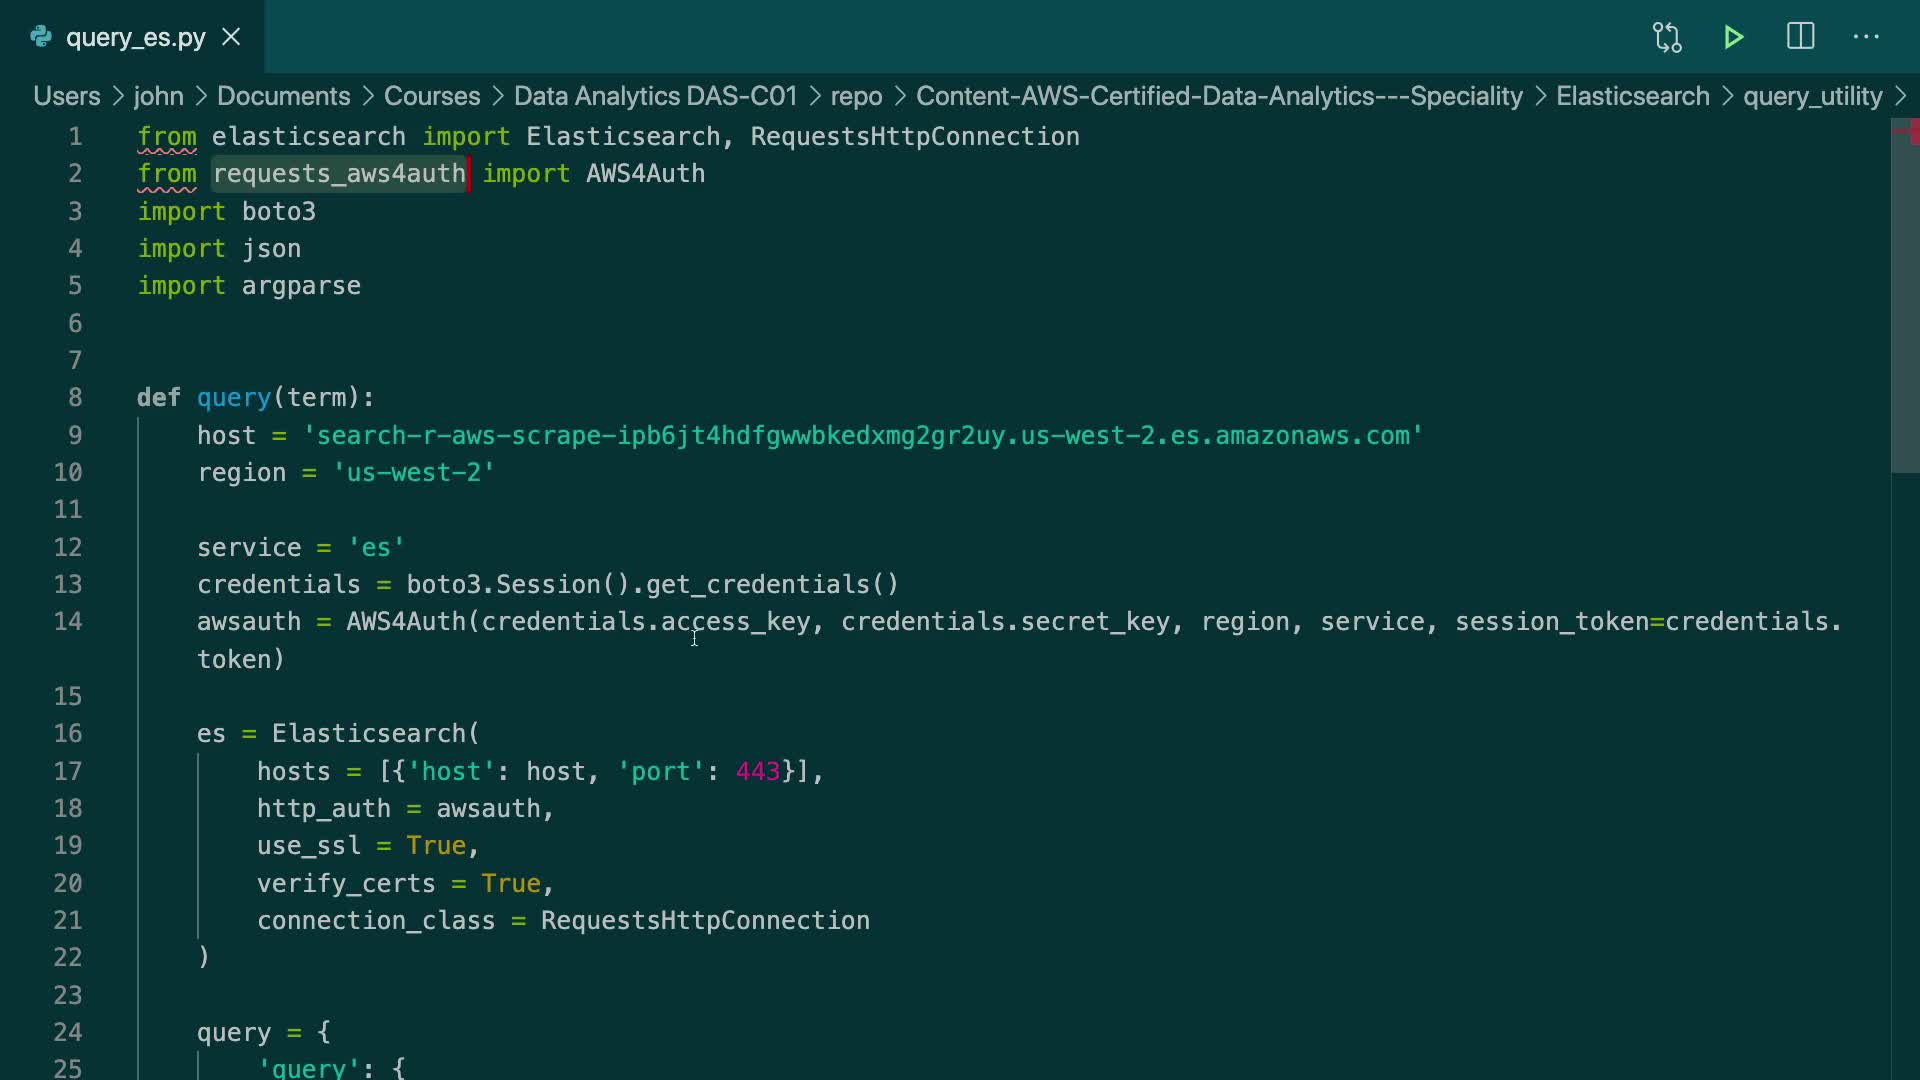 query_es.py
Users > john > Documents > Courses > Data Analytics DAS-C01 > repo > Content-AWS-Certified-Data-Analytics---Speciality > Elasticsearch > query_utility >
1 from elasticsearch import Elasticsearch, RequestsHttpConnection
2 from requests_aws4auth import AWS4Auth
3 import boto3
4 import json
5 import argparse
6
7
8 def query(term):
9     host = 'search-r-aws-scrape-ipb6jt4hdfgwwbkedxmg2gr2uy.us-west-2.es.amazonaws.com'
10     region = 'us-west-2'
11
12     service = 'es'
13     credentials = boto3.Session().get_credentials()
14     awsauth = AWS4Auth(credentials.access_key, credentials.secret_key, region, service, session_token=credentials.
token)
15
16     es = Elasticsearch(
17         hosts = [{'host': host, 'port': 443}],
18         http_auth = awsauth,
19         use_ssl = True,
20         verify_certs = True,
21         connection_class = RequestsHttpConnection
22     )
23
24     query = {
25         'query': {